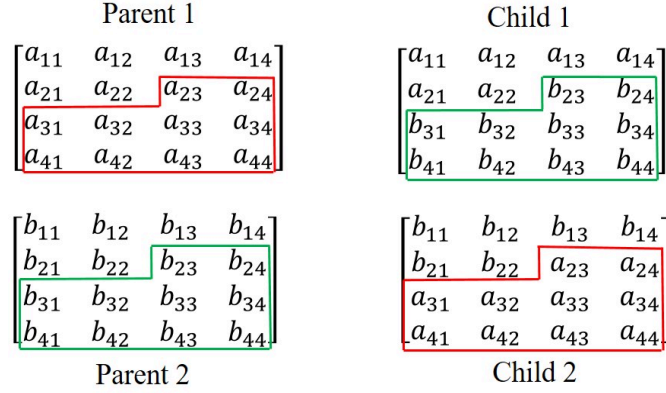 Parent 1
a₁₁ a₁₂ a₁₃ a₁₄
a₂₁ a₂₂ a₂₃ a₂₄
a₃₁ a₃₂ a₃₃ a₃₄
a₄₁ a₄₂ a₄₃ a₄₄
Child 1
a₁₁ a₁₂ a₁₃ a₁₄
a₂₁ a₂₂ b₂₃ b₂₄
b₃₁ b₃₂ b₃₃ b₃₄
b₄₁ b₄₂ b₄₃ b₄₄
b₁₁ b₁₂ b₁₃ b₁₄
b₂₁ b₂₂ b₂₃ b₂₄
b₃₁ b₃₂ b₃₃ b₃₄
b₄₁ b₄₂ b₄₃ b₄₄
Parent 2
b₁₁ b₁₂ b₁₃ b₁₄
b₂₁ b₂₂ a₂₃ a₂₄
a₃₁ a₃₂ a₃₃ a₃₄
a₄₁ a₄₂ a₄₃ a₄₄
Child 2